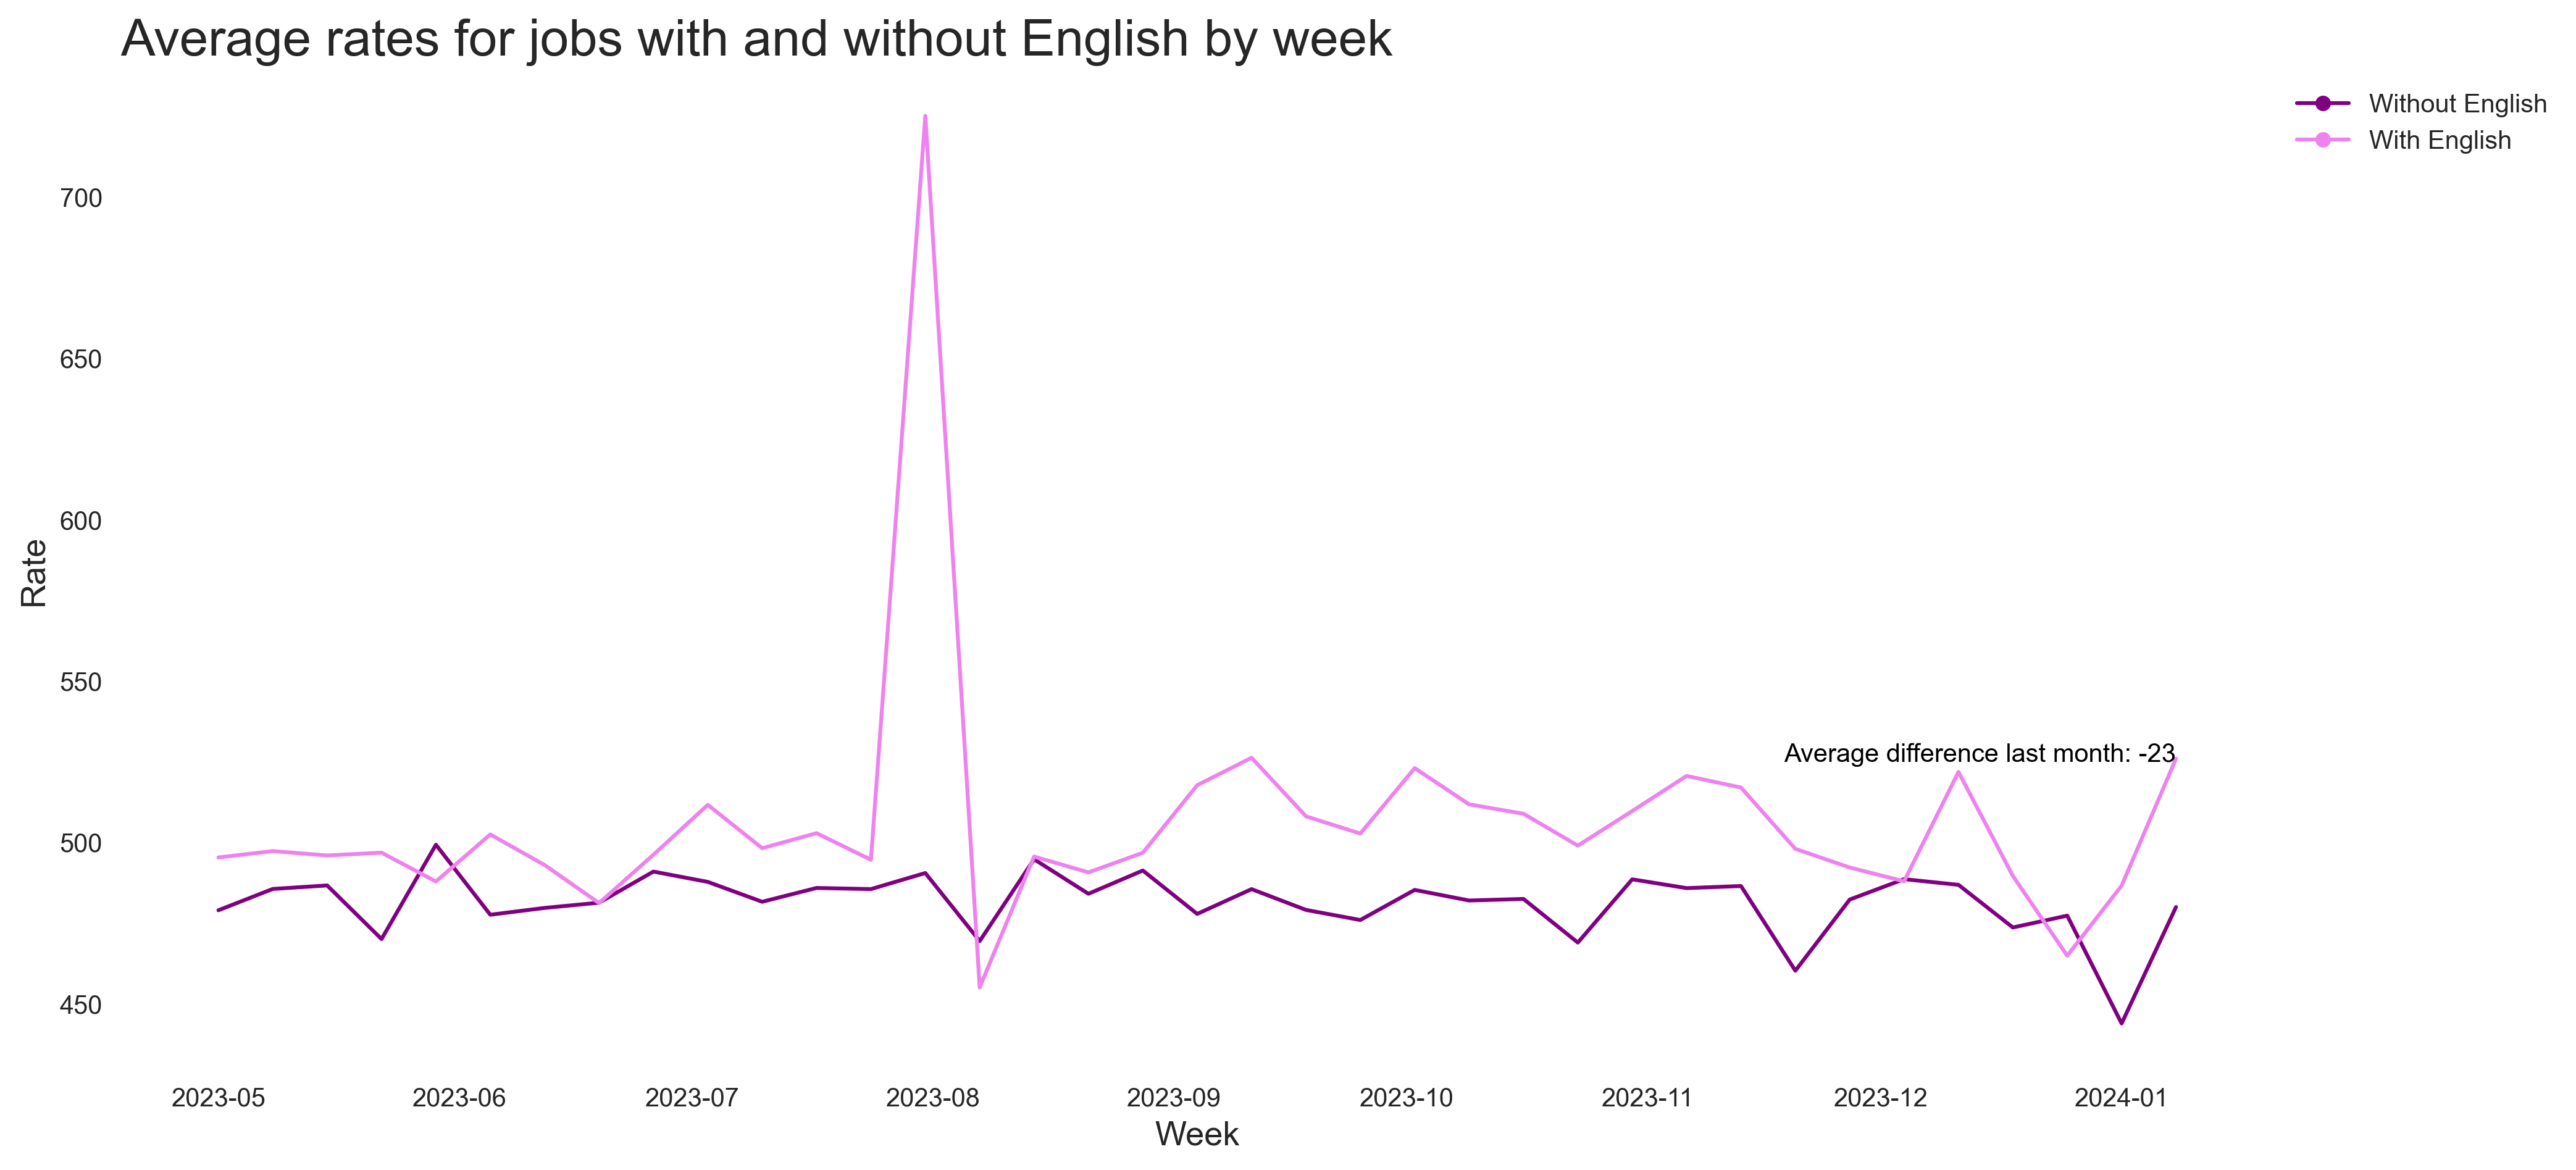 Average rates for jobs with and without English by week
Without English
With English
700
650
600
550
500
450
Rate
Average difference last month: -23
2023-05
2023-06
2023-07
2023-08
2023-09
2023-10
2023-11
2023-12
2024-01
Week